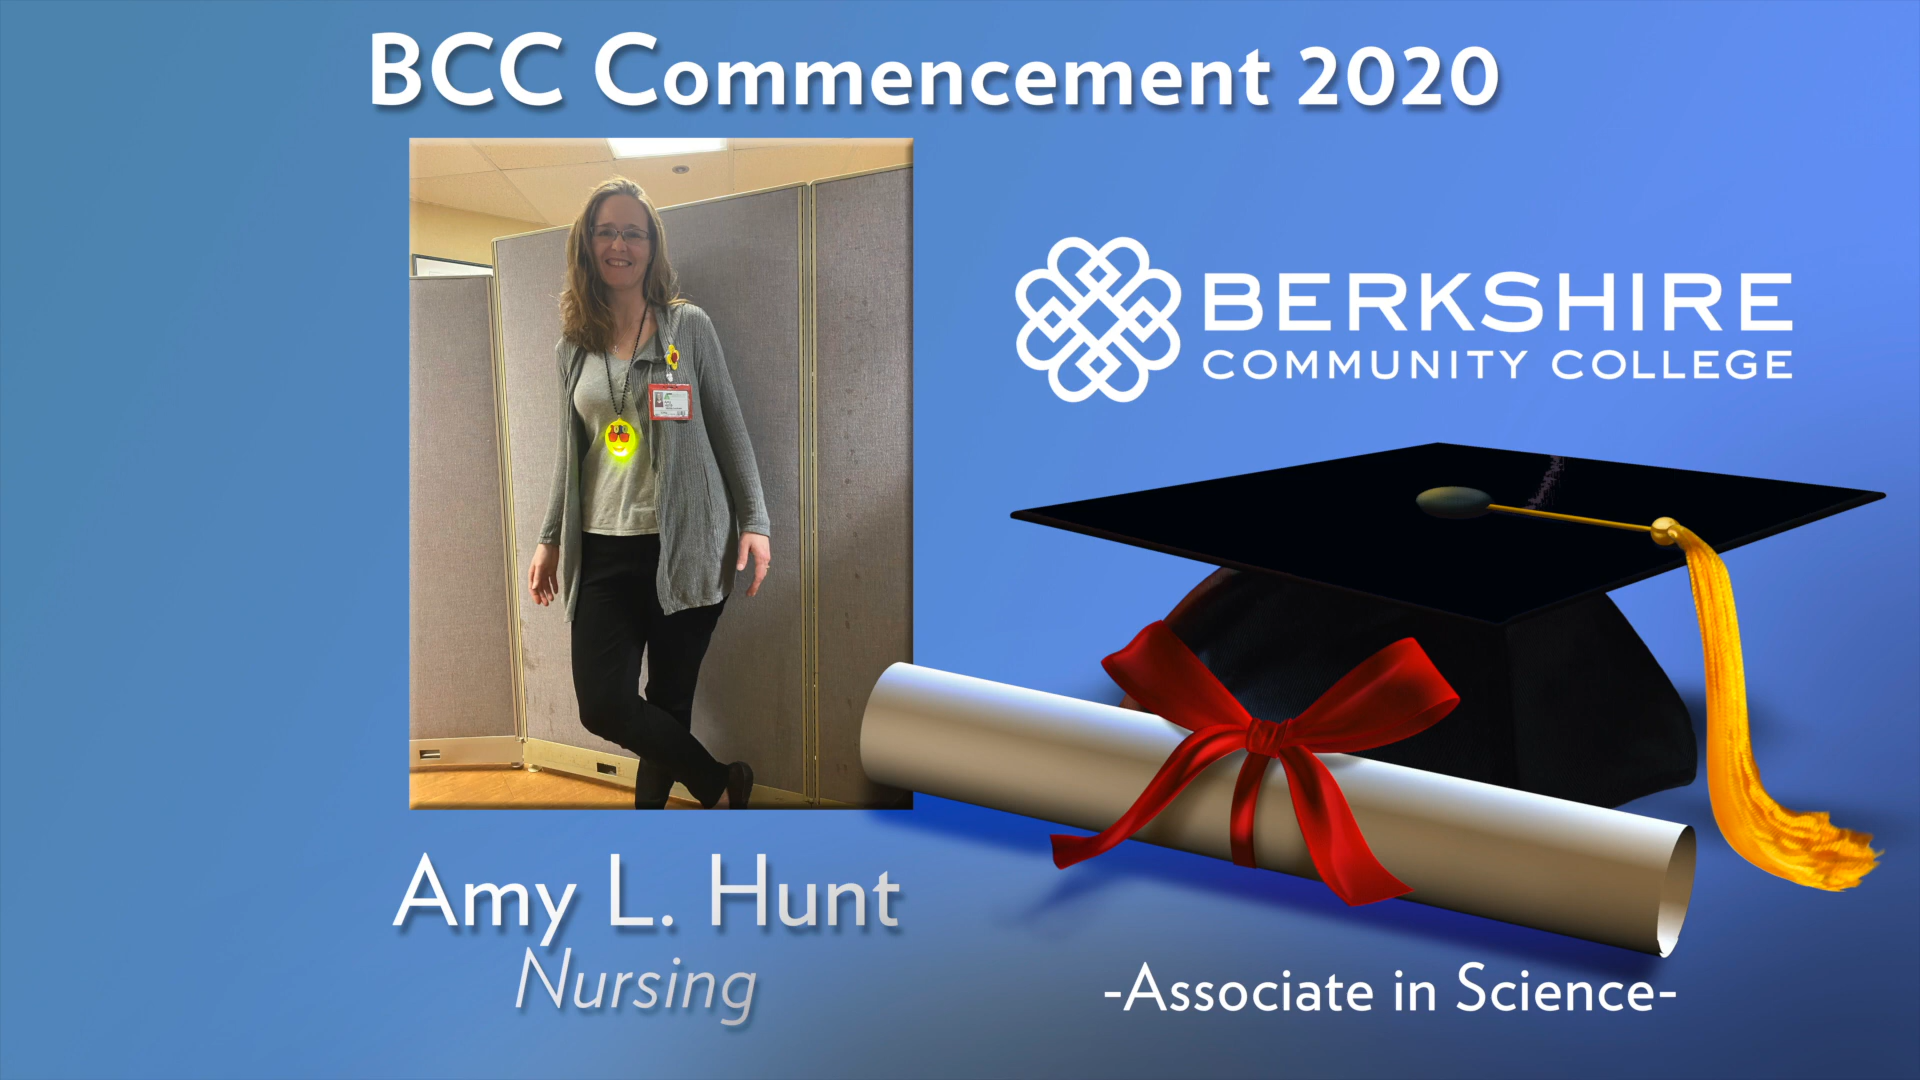 BCC Commencement 2020
BERKSHIRE
COMMUNITY COLLEGE
Amy L. Hunt
Nursing
-Associate in Science-